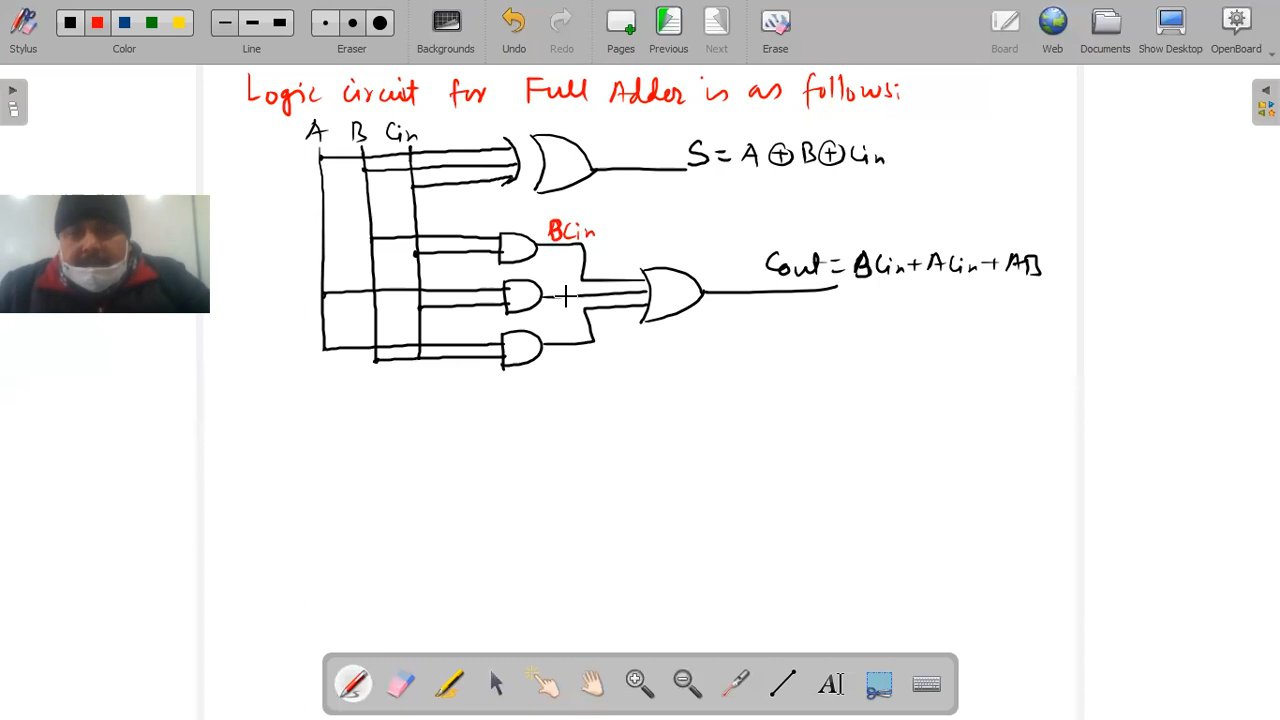 Stylus
Color
Line
Eraser
Backgrounds
Undo
Redo
Pages
Previous
Next
Erase
Board
Web
Documents
Show Desktop
OpenBoard
Logic circuit for Full Adder is as follows:
A B Cin
S = A ⊕ B ⊕ Cin
BCin
Cout = BCin + ACin + AB